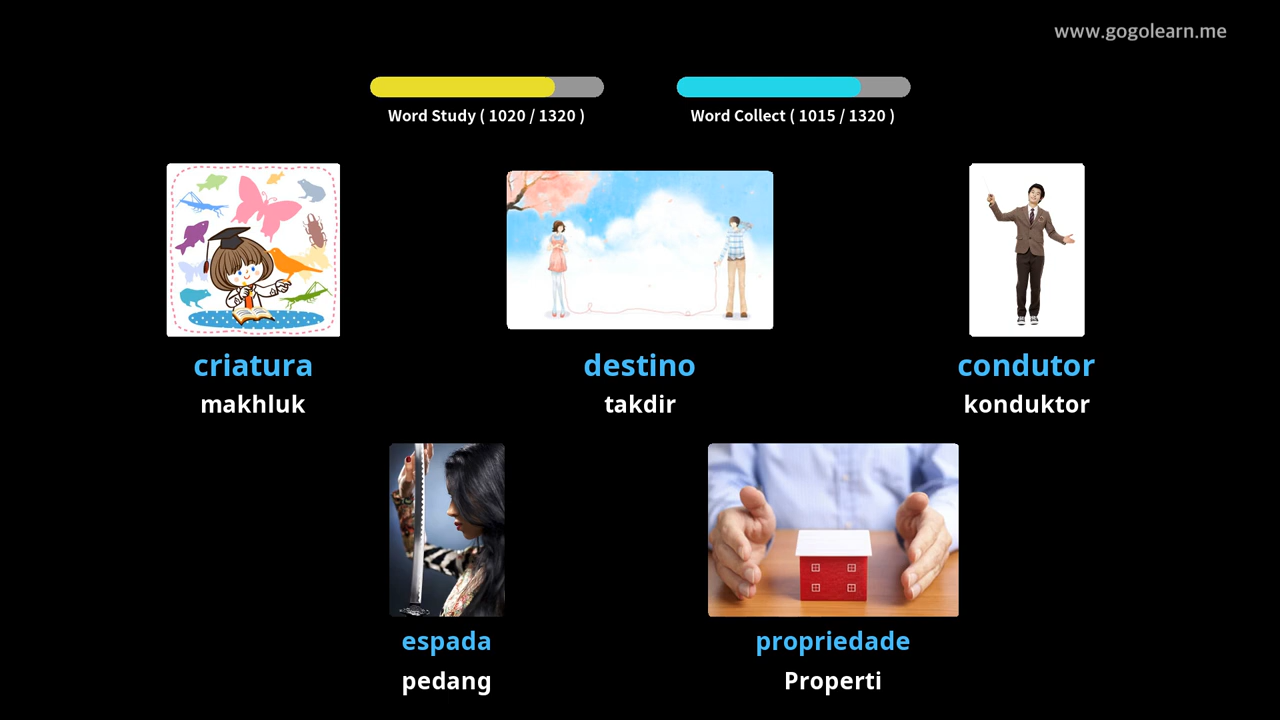 www.gogolearn.me
Word Study ( 1020 / 1320 )
Word Collect ( 1015 / 1320 )
criatura
makhluk
destino
takdir
condutor
konduktor
espada
pedang
propriedade
Properti